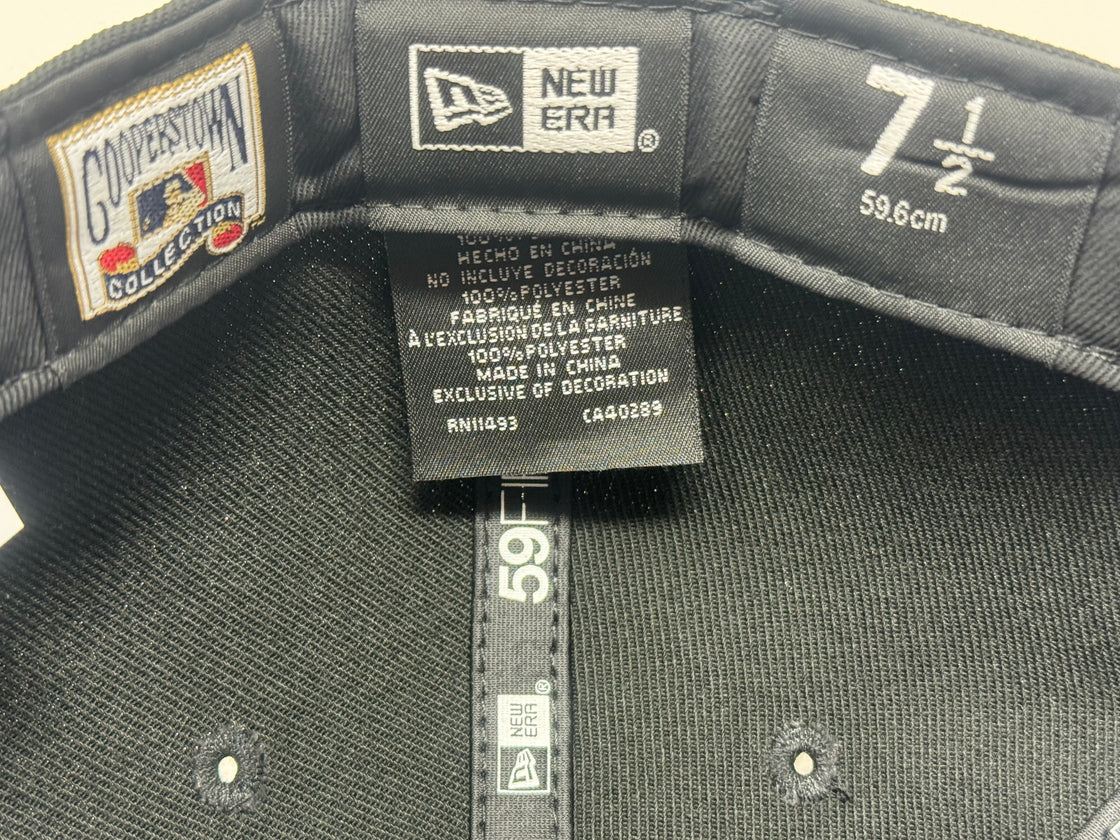 COOPERSTOWN
COLLECTION
NEW
ERA
®
7 1/2
59.6cm
HECHO EN CHINA
NO INCLUYE DECORACIÓN
100% POLYESTER
FABRIQUÉ EN CHINE
À L'EXCLUSION DE LA GARNITURE
100% POLYESTER
MADE IN CHINA
EXCLUSIVE OF DECORATION
RN11493 CA40289
59
NEW
ERA
®